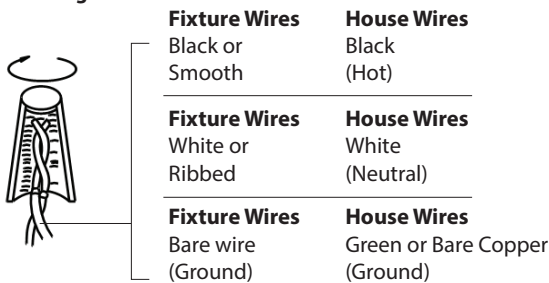 Fixture Wires House Wires
Black or Black
Smooth (Hot)
Fixture Wires House Wires
White or White
Ribbed (Neutral)
Fixture Wires House Wires
Bare wire Green or Bare Copper
(Ground) (Ground)